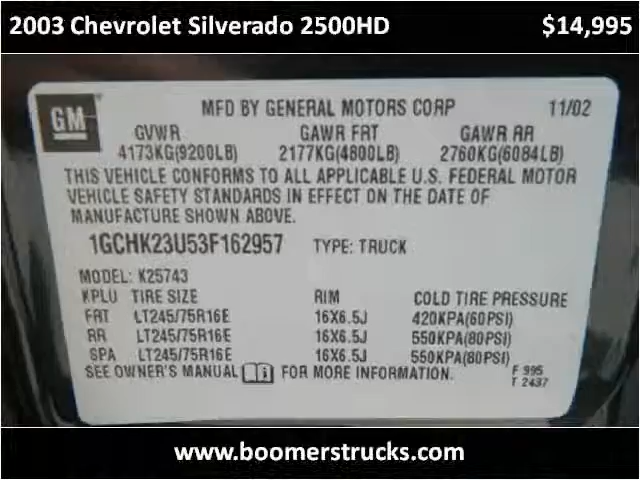 2003 Chevrolet Silverado 2500HD $14,995
GM
MFD BY GENERAL MOTORS CORP 11/02
GVWR GAWR FRT GAWR RR
4173KG(9200LB) 2177KG(4800LB) 2760KG(6084LB)
THIS VEHICLE CONFORMS TO ALL APPLICABLE U.S. FEDERAL MOTOR
VEHICLE SAFETY STANDARDS IN EFFECT ON THE DATE OF
MANUFACTURE SHOWN ABOVE.
1GCHK23U53F162957 TYPE: TRUCK
MODEL: K25743
KPLU TIRE SIZE RIM COLD TIRE PRESSURE
FRT LT245/75R16E 16X6.5J 420KPA(60PSI)
RR LT245/75R16E 16X6.5J 550KPA(80PSI)
SPA LT245/75R16E 16X6.5J 550KPA(80PSI)
SEE OWNER'S MANUAL FOR MORE INFORMATION. F 995
T 2437
www.boomerstrucks.com